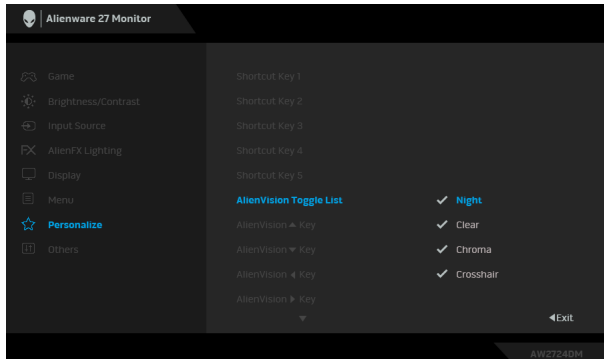 Alienware 27 Monitor
Game
Brightness/Contrast
Input Source
AlienFX Lighting
Display
Menu
Personalize
Others
Shortcut Key 1
Shortcut Key 2
Shortcut Key 3
Shortcut Key 4
Shortcut Key 5
AlienVision Toggle List
AlienVision ▲ Key
AlienVision ▼ Key
AlienVision ◀ Key
AlienVision ▶ Key
✓ Night
✓ Clear
✓ Chroma
✓ Crosshair
◀Exit
AW2724DM